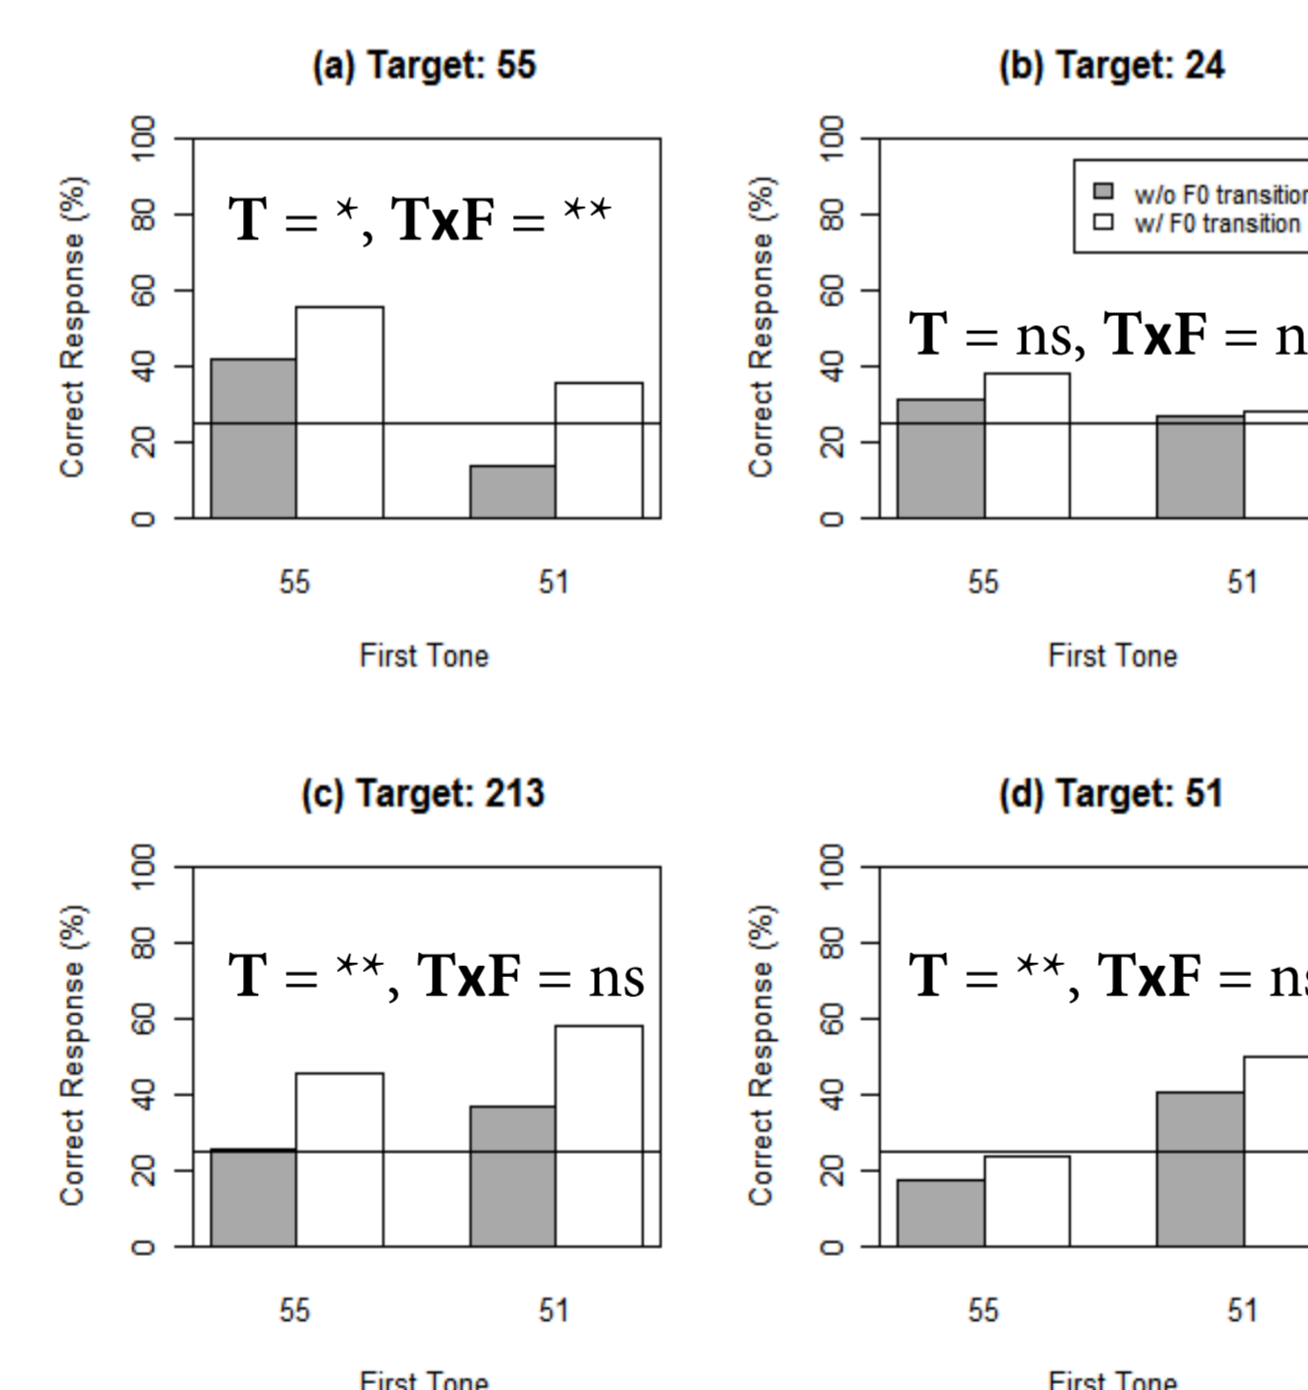 (a) Target: 55
Correct Response (%)
100
80
60
40
20
0
T = *, TxF = **
55 51
First Tone
(b) Target: 24
Correct Response (%)
100
80
60
40
20
0
w/o F0 transition
w/ F0 transition
T = ns, TxF = n
55 51
First Tone
(c) Target: 213
Correct Response (%)
100
80
60
40
20
0
T = **, TxF = ns
55 51
First Tone
(d) Target: 51
Correct Response (%)
100
80
60
40
20
0
T = **, TxF = ns
55 51
First Tone